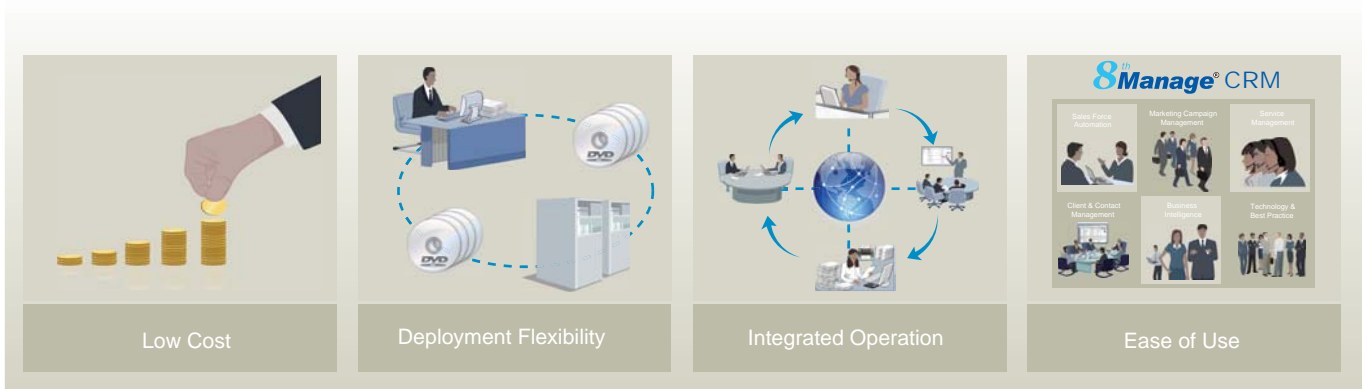 8th Manage® CRM
Sales Force
Automation
Marketing Campaign
Management
Service
Management
Client & Contact
Management
Business
Intelligence
Technology &
Best Practice
DVD
DVD
Low Cost
Deployment Flexibility
Integrated Operation
Ease of Use